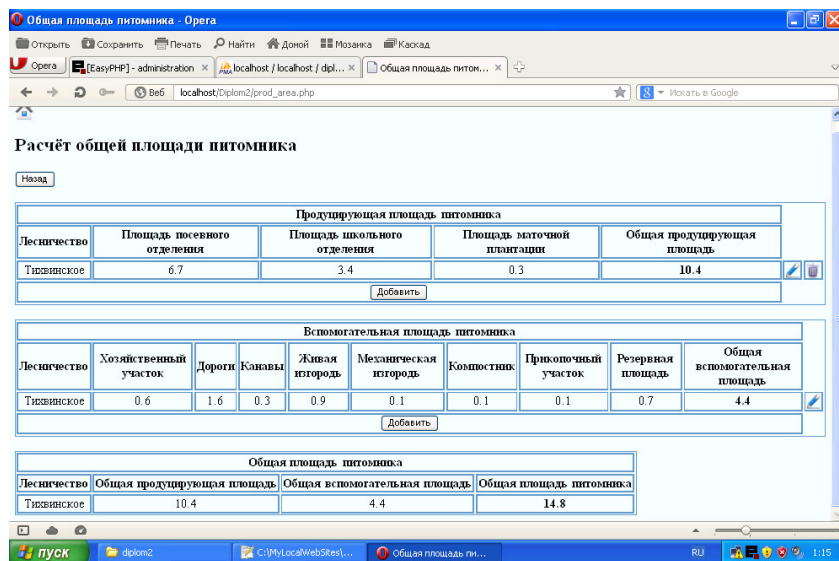 Общая площадь питомника - Opera
Открыть Сохранить Печать Найти Домой Мозаика Каскад
Opera [EasyPHP] - administration × localhost / localhost / dipl... × Общая площадь питом... ×
Веб localhost/Diplom2/prod_area.php Искать в Google
Расчёт общей площади питомника
Назад
Продуцирующая площадь питомника
Лесничество Площадь посевного отделения Площадь школьного отделения Площадь маточной плантации Общая продуцирующая площадь
Тихвинское 6.7 3.4 0.3 10.4
Добавить
Вспомогательная площадь питомника
Лесничество Хозяйственный участок Дороги Канавы Живая изгородь Механическая изгородь Компостник Прикопочный участок Резервная площадь Общая вспомогательная площадь
Тихвинское 0.6 1.6 0.3 0.9 0.1 0.1 0.1 0.7 4.4
Добавить
Общая площадь питомника
Лесничество Общая продуцирующая площадь Общая вспомогательная площадь Общая площадь питомника
Тихвинское 10.4 4.4 14.8
пуск diplom2 C:\MyLocalWebSites\... Общая площадь пи... RU 1:15